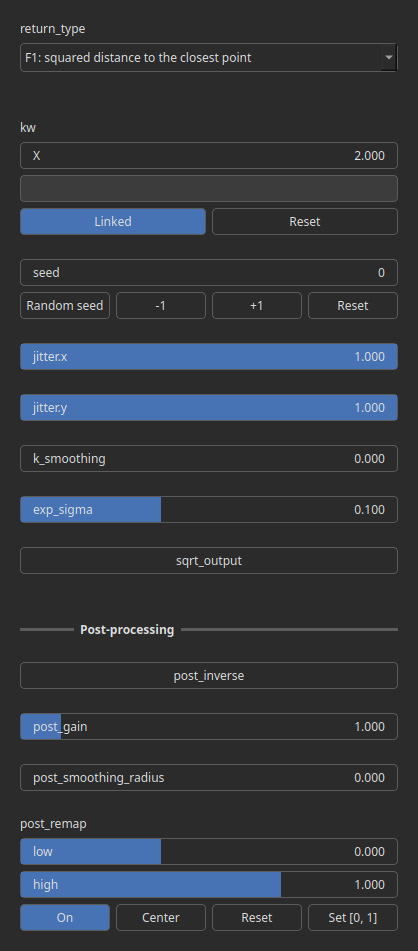 return_type
F1: squared distance to the closest point
kw
X 2.000
Linked Reset
seed 0
Random seed -1 +1 Reset
jitter.x 1.000
jitter.y 1.000
k_smoothing 0.000
exp_sigma 0.100
sqrt_output
Post-processing
post_inverse
post_gain 1.000
post_smoothing_radius 0.000
post_remap
low 0.000
high 1.000
On Center Reset Set [0, 1]